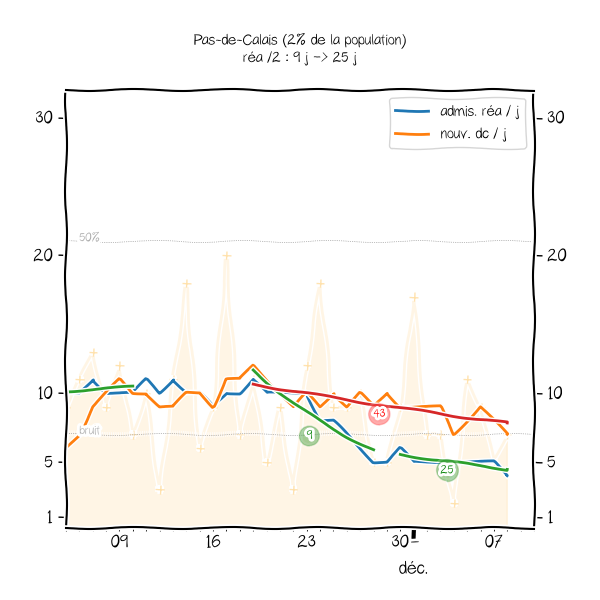 Pas-de-Calais (2% de la population)
réa /2 : 9 j -> 25 j
admis. réa / j
nouv. dc / j
30 30
50%
20 20
10 10
43
bruit
9
5 5
25
1 1
09 16 23 30 07
déc.